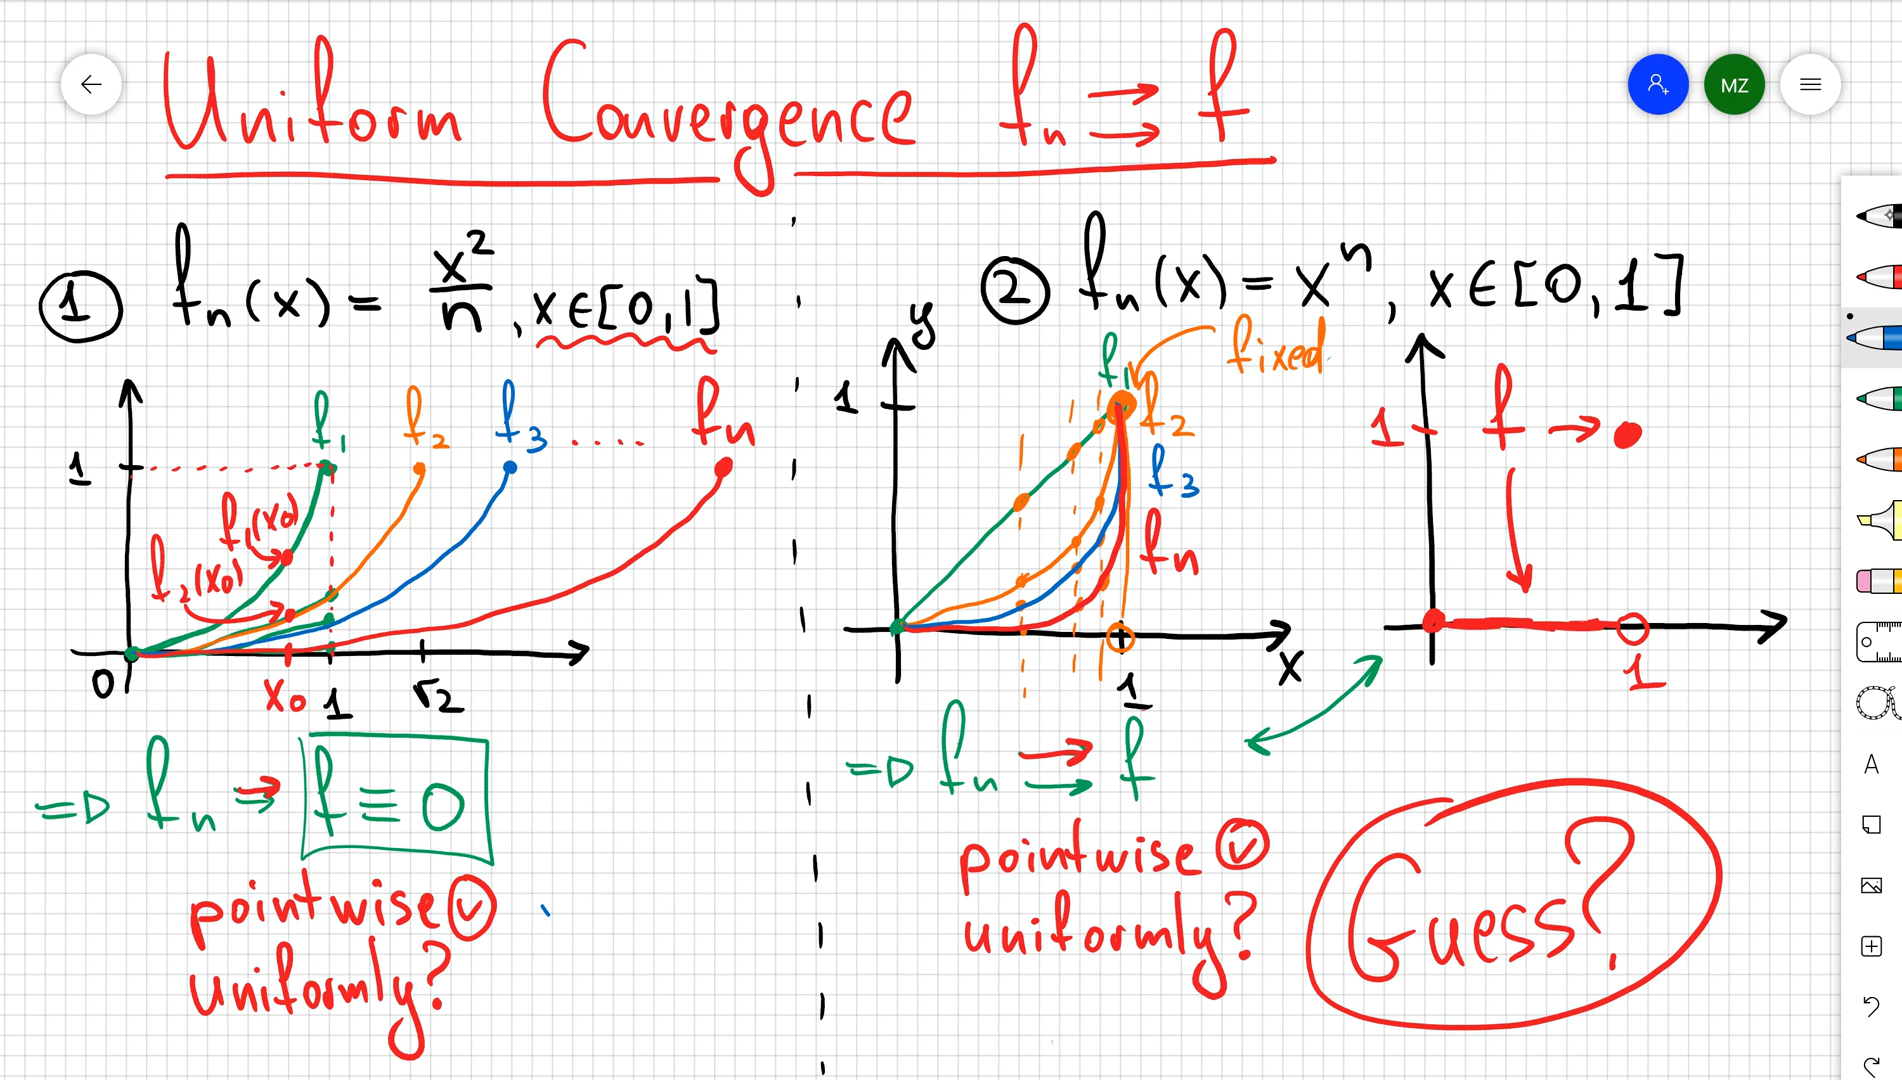 Uniform Convergence fn ⇉ f
MZ
① fn(x) = x²/n, x∈[0,1]
f1 f2 f3 ..... fn
1
f1(x0)
f2(x0)
0 x0 1 √2
=> fn ⇉ f ≡ 0
pointwise ✓
uniformly?
② fn(x) = xⁿ, x∈[0,1]
y
fixed
f1
1
f2
f3
fn
x
1
1 f →
1
=> fn ⇉ f
pointwise ✓
uniformly?
Guess?
A